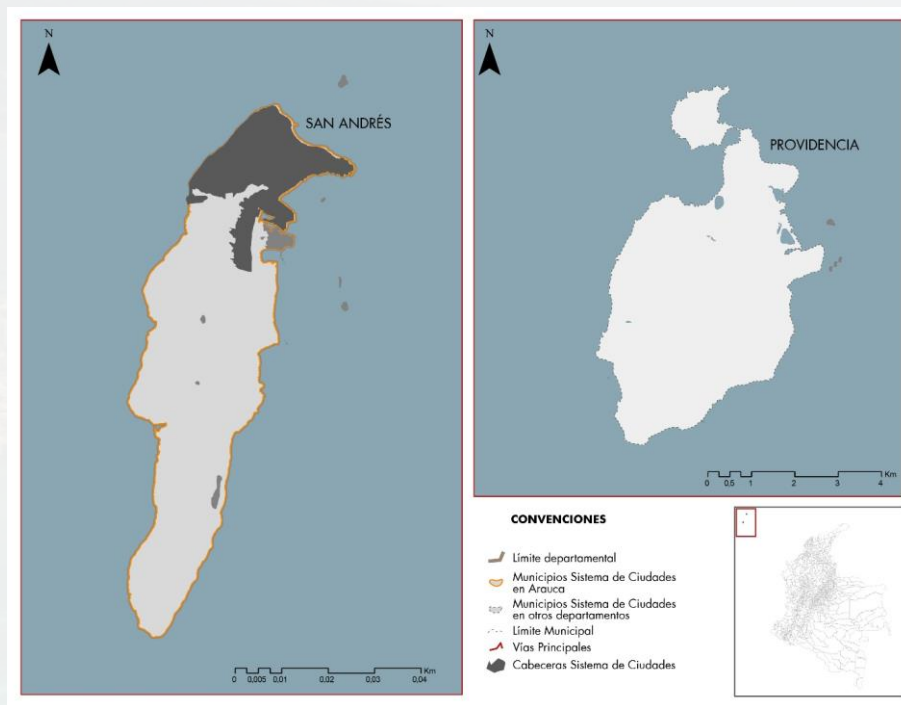 N
SAN ANDRÉS
Km
0 0,005 0,01 0,02 0,03 0,04
N
PROVIDENCIA
Km
0 0,5 1 2 3 4
CONVENCIONES
Límite departamental
Municipios Sistema de Ciudades
en Arauca
Municipios Sistema de Ciudades
en otros departamentos
Límite Municipal
Vías Principales
Cabeceras Sistema de Ciudades